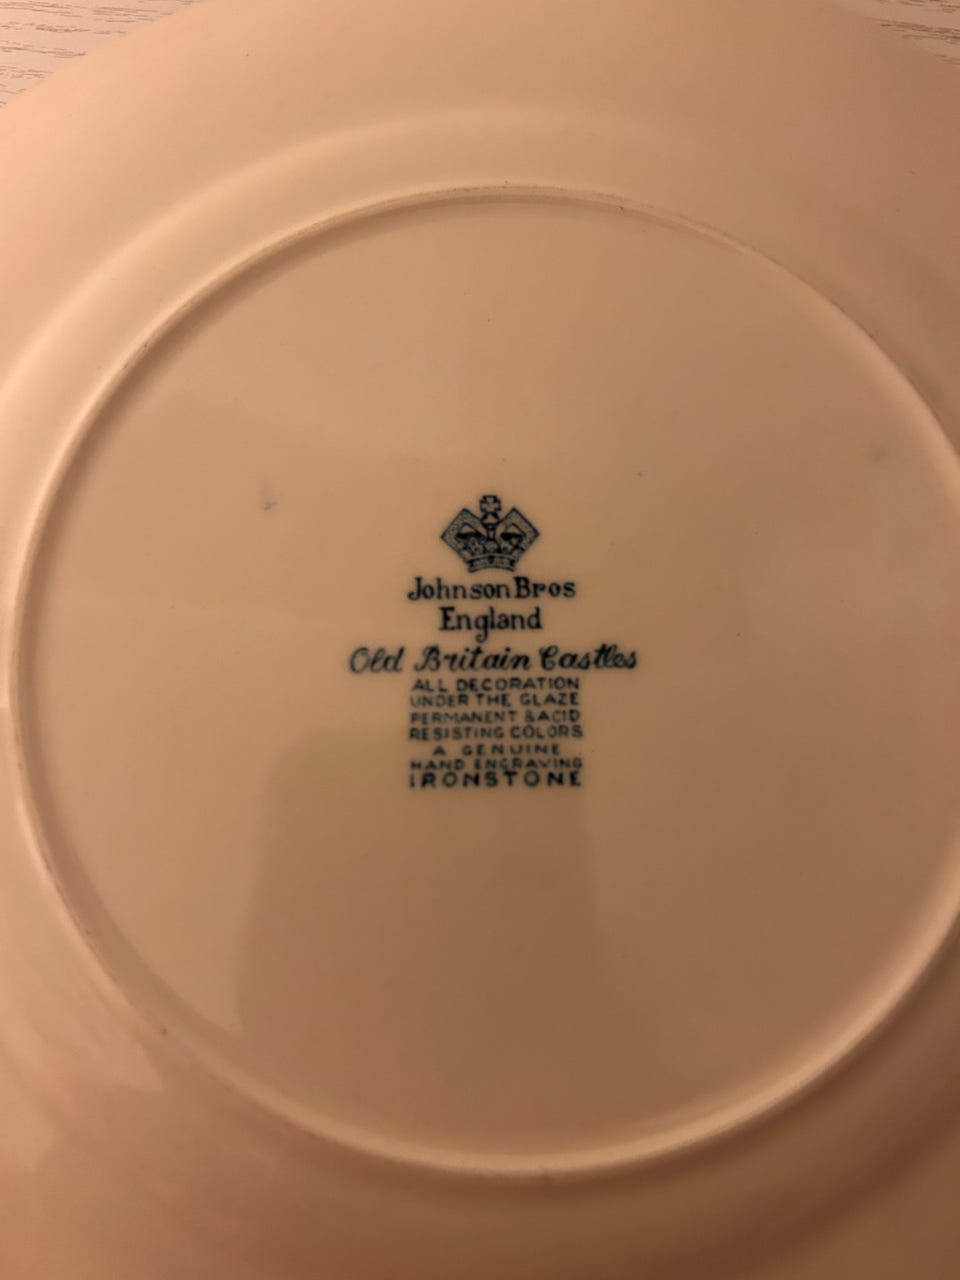 Johnson Bros
England
Old Britain Castles
ALL DECORATION
UNDER THE GLAZE
PERMANENT & ACID
RESISTING COLORS
A GENUINE
HAND ENGRAVING
IRONSTONE